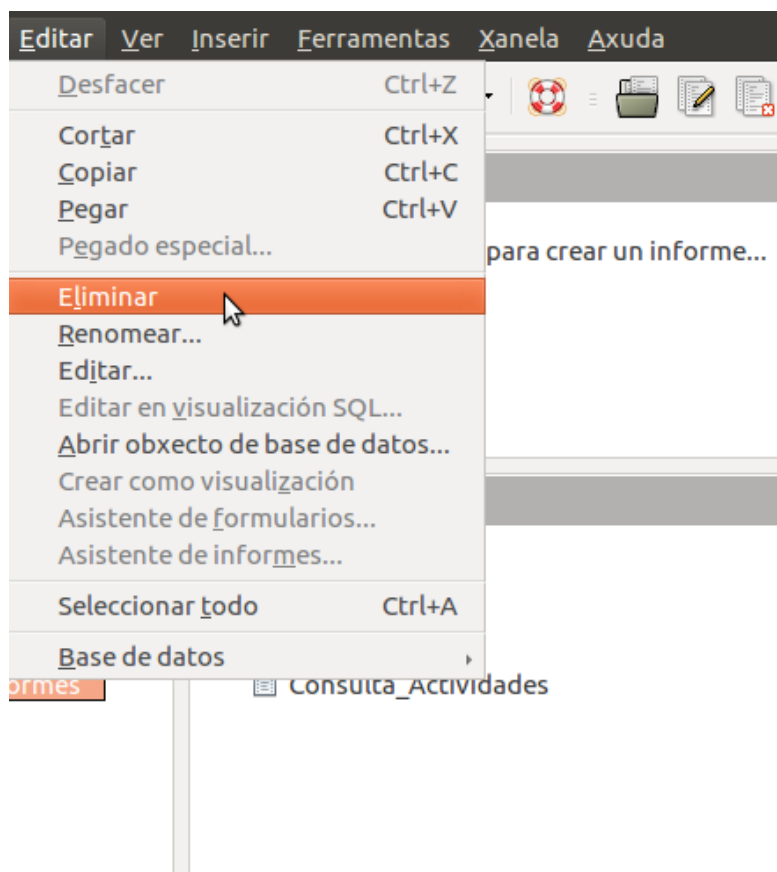 Editar Ver Inserir Ferramentas Xanela Axuda
Desfacer Ctrl+Z
Cortar Ctrl+X
Copiar Ctrl+C
Pegar Ctrl+V
Pegado especial...
para crear un informe...
Eliminar
Renomear...
Editar...
Editar en visualización SQL...
Abrir obxecto de base de datos...
Crear como visualización
Asistente de formularios...
Asistente de informes...
Seleccionar todo Ctrl+A
Base de datos
ormes Consulta_Actividades